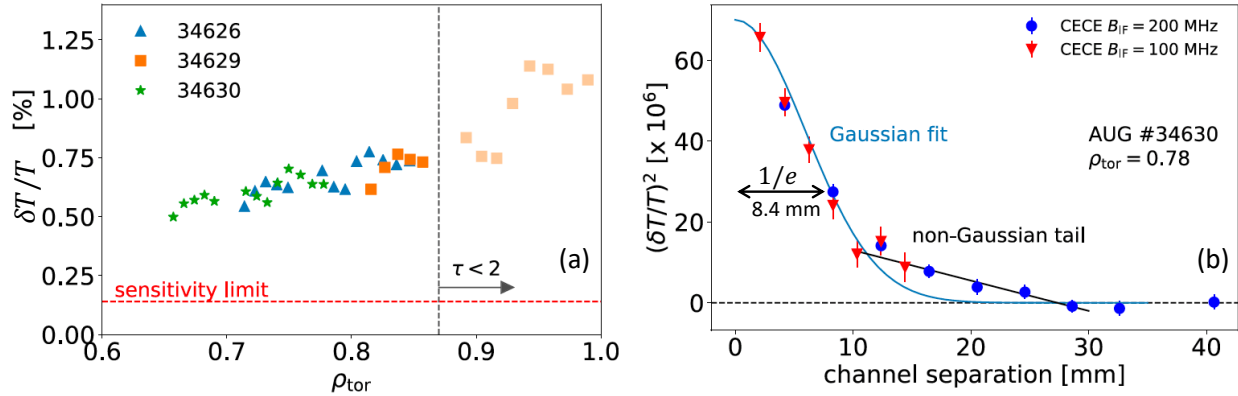 34626
34629
34630
τ < 2
sensitivity limit
(a)
δT/T [%]
0.00
0.25
0.50
0.75
1.00
1.25
0.6
0.7
0.8
0.9
1.0
ρtor
CECE BIF = 200 MHz
CECE BIF = 100 MHz
Gaussian fit
AUG #34630
ρtor = 0.78
1/e
8.4 mm
non-Gaussian tail
(b)
(δT/T)² [x 10⁶]
0
20
40
60
0
10
20
30
40
channel separation [mm]